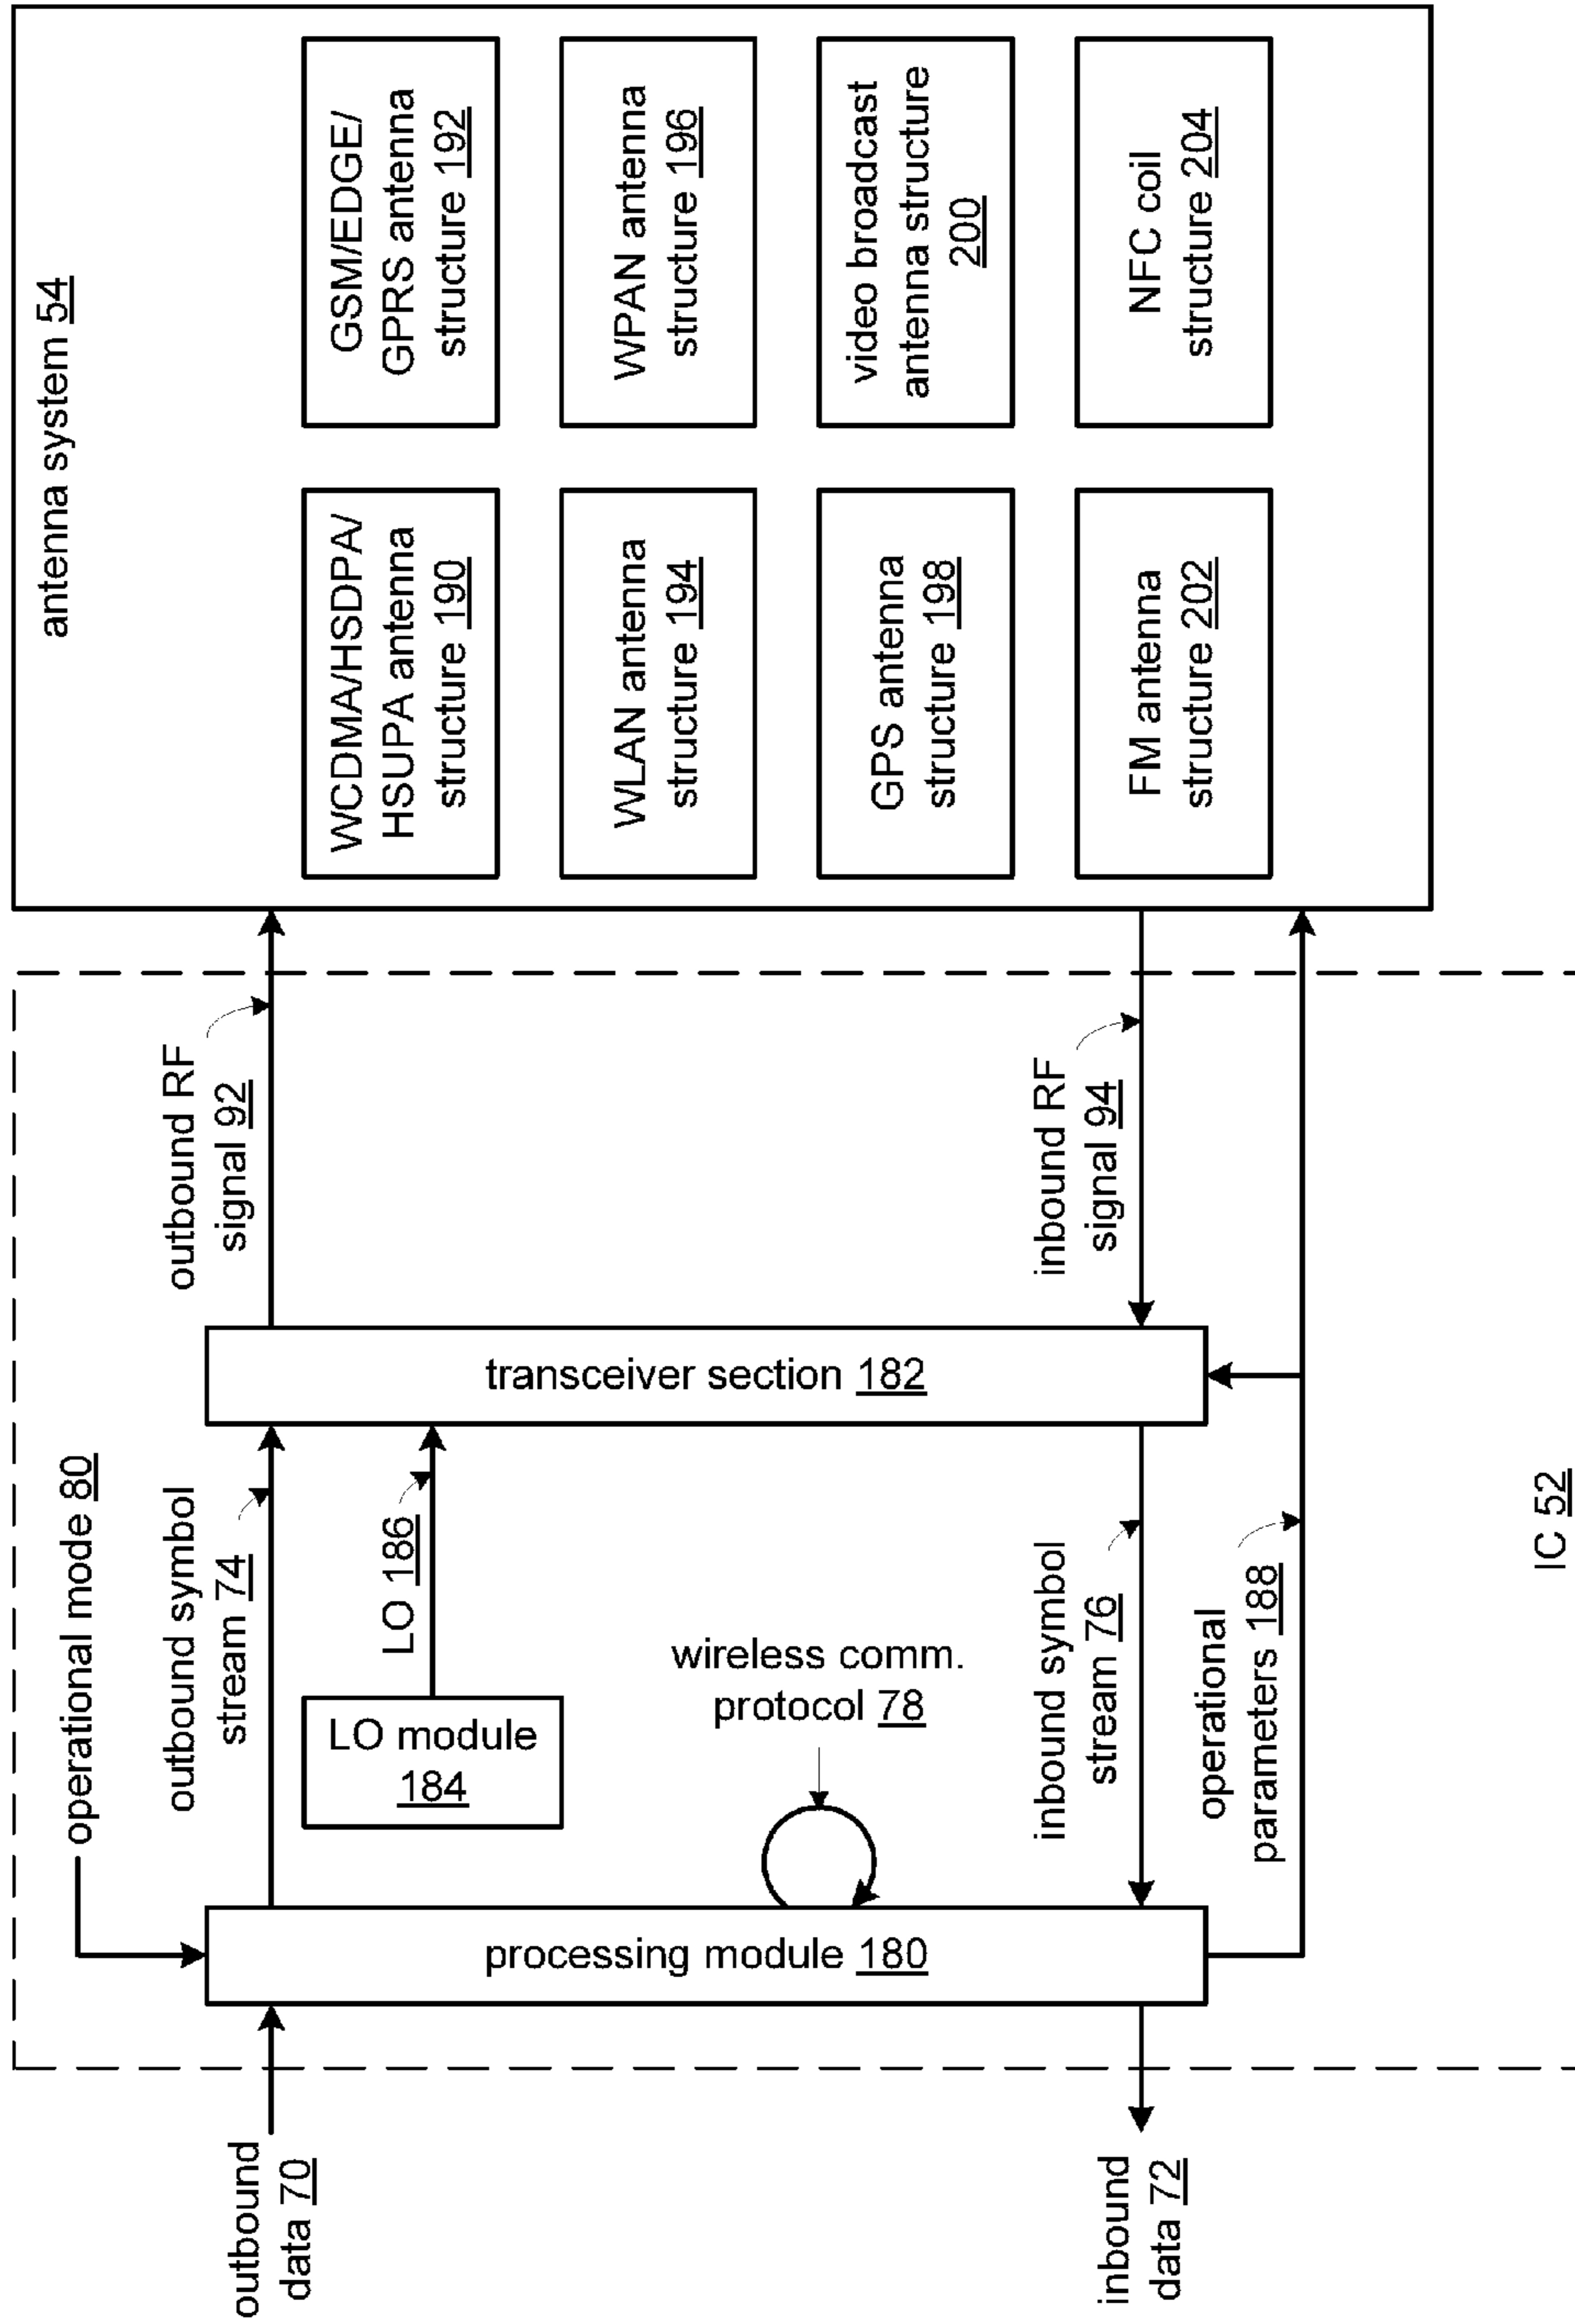 antenna system 54
WCDMA/HSDPA/
HSUPA antenna
structure 190
GSM/EDGE/
GPRS antenna
structure 192
WLAN antenna
structure 194
WPAN antenna
structure 196
GPS antenna
structure 198
video broadcast
antenna structure
200
FM antenna
structure 202
NFC coil
structure 204
outbound RF
signal 92
inbound RF
signal 94
transceiver section 182
operational mode 80
outbound symbol
stream 74
LO 186
LO module
184
wireless comm.
protocol 78
inbound symbol
stream 76
operational
parameters 188
processing module 180
IC 52
outbound
data 70
inbound
data 72